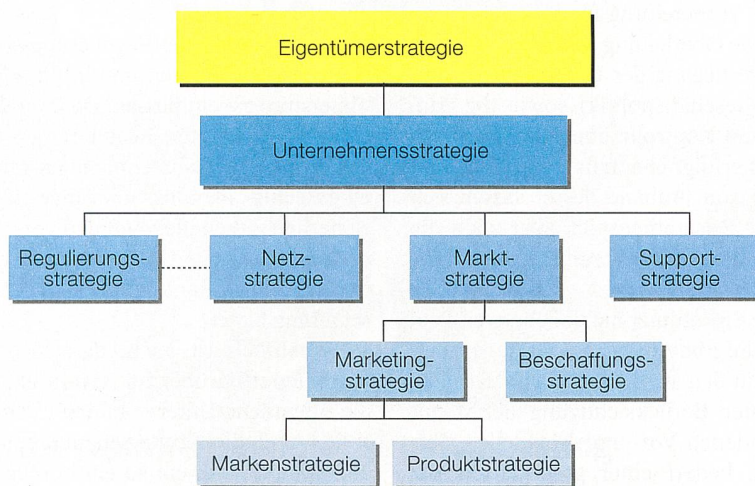 Eigentümerstrategie
Unternehmensstrategie
Regulierungs-
strategie
Netz-
strategie
Markt-
strategie
Support-
strategie
Marketing-
strategie
Beschaffungs-
strategie
Markenstrategie
Produktstrategie